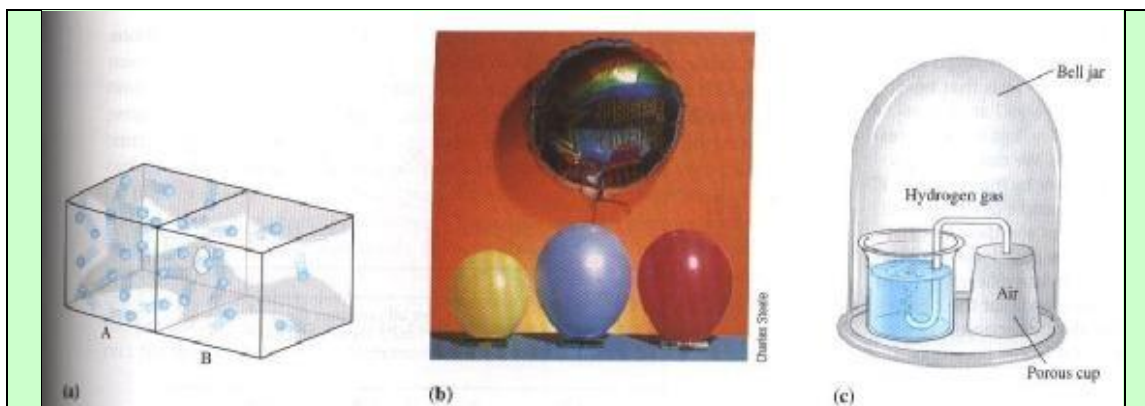 A
B
(a)
Charles Steele
(b)
Bell jar
Hydrogen gas
Air
Porous cup
(c)